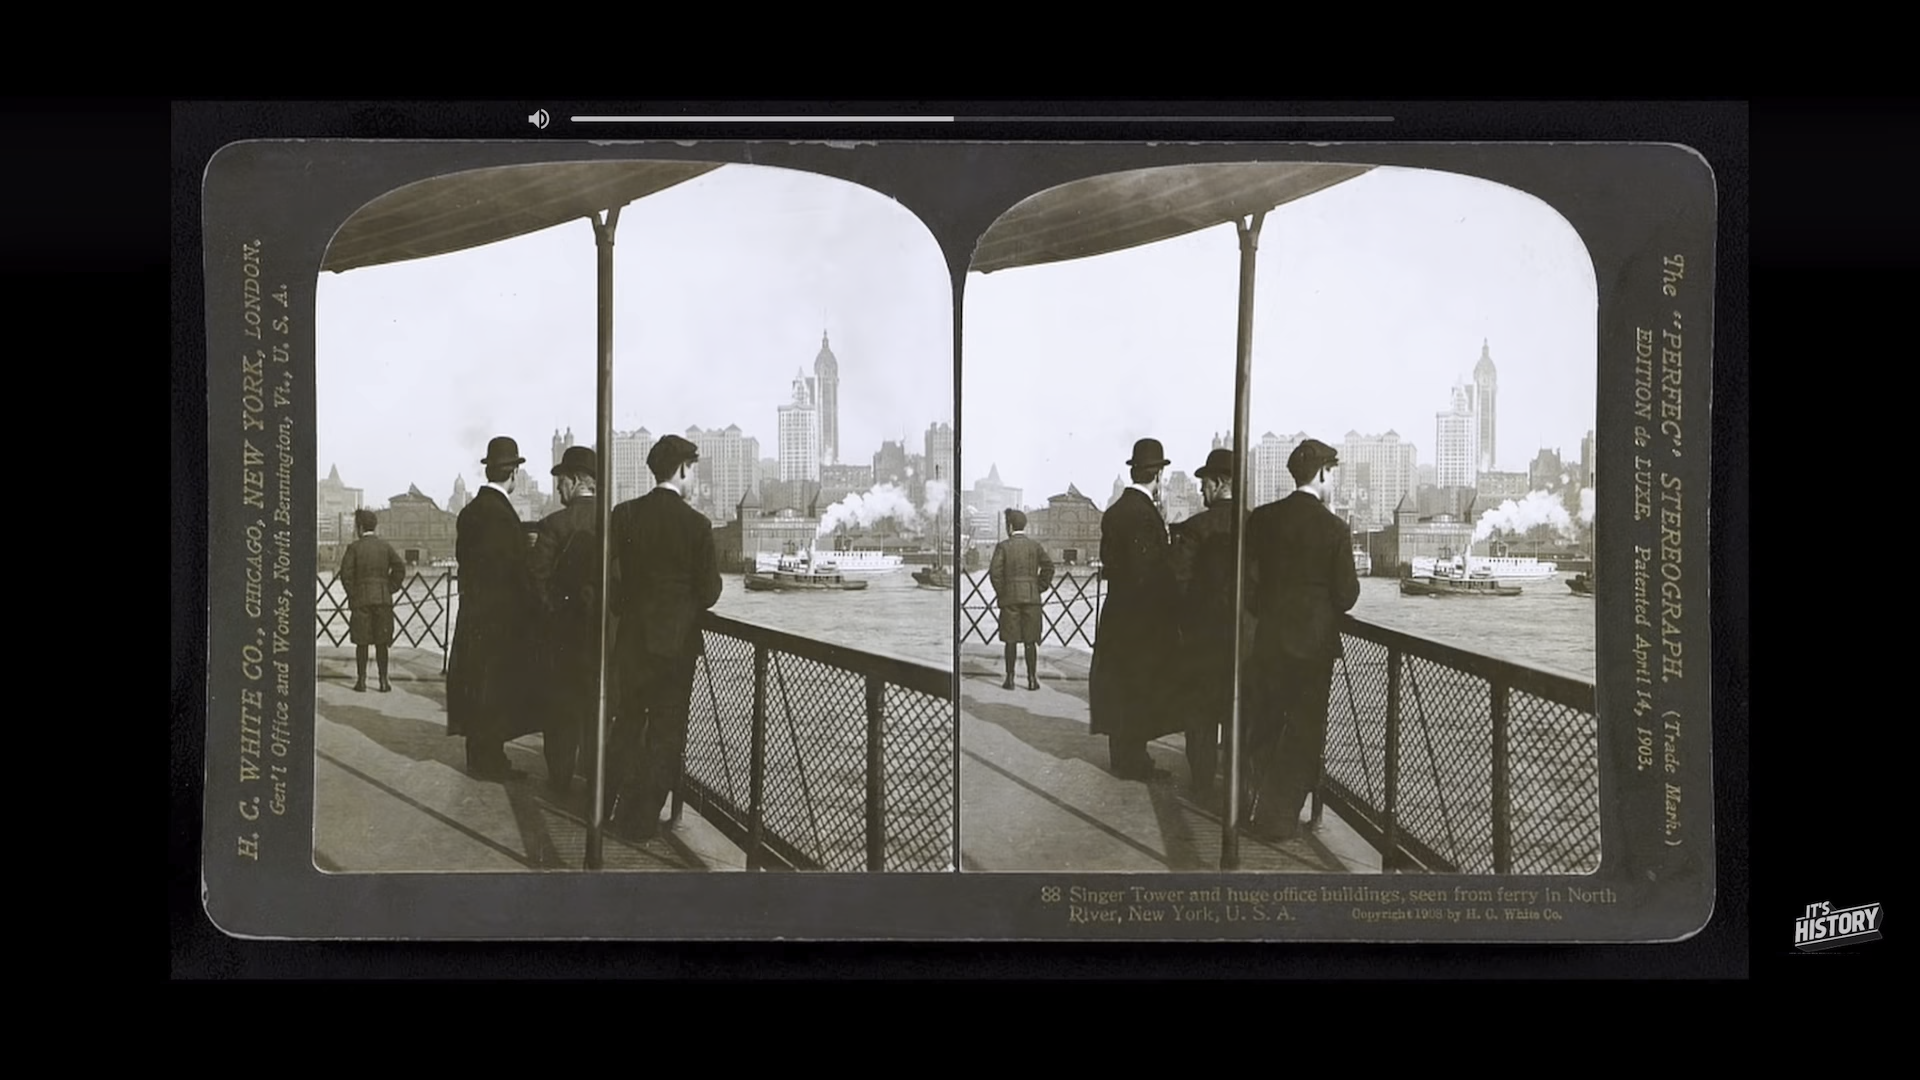 H. C. WHITE CO., CHICAGO, NEW YORK, LONDON.
Gen'l Office and Works, North Bennington, Vt., U. S. A.
The "PERFEC" STEREOGRAPH. (Trade Mark.)
EDITION de LUXE. Patented April 14, 1903.
88 Singer Tower and huge office buildings, seen from ferry in North
River, New York, U. S. A. Copyright 1908 by H. C. White Co.
IT'S
HISTORY